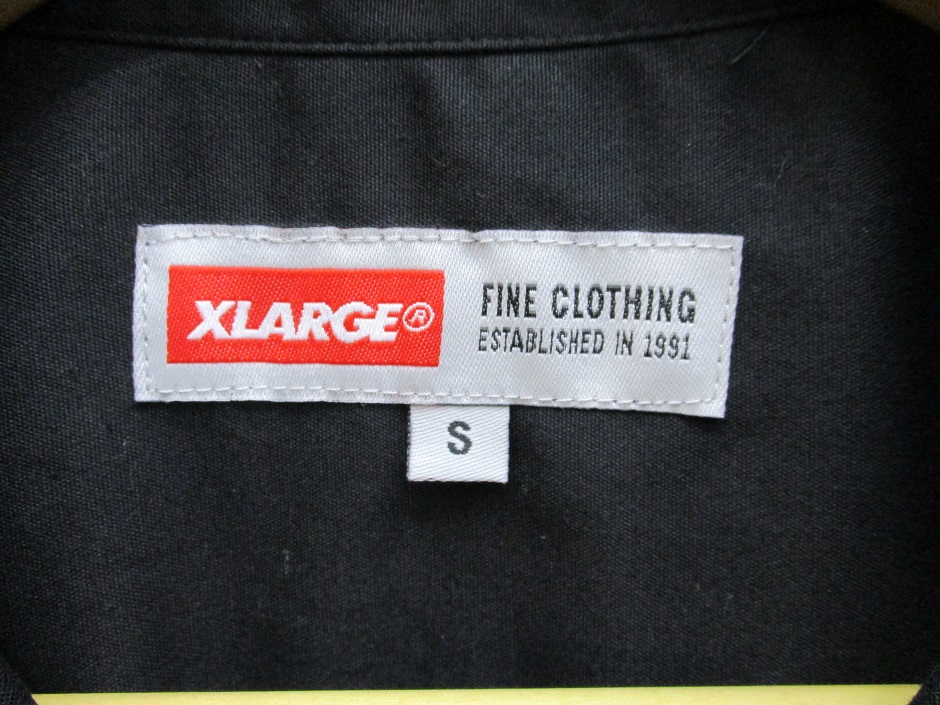 XLARGE®
FINE CLOTHING
ESTABLISHED IN 1991
S